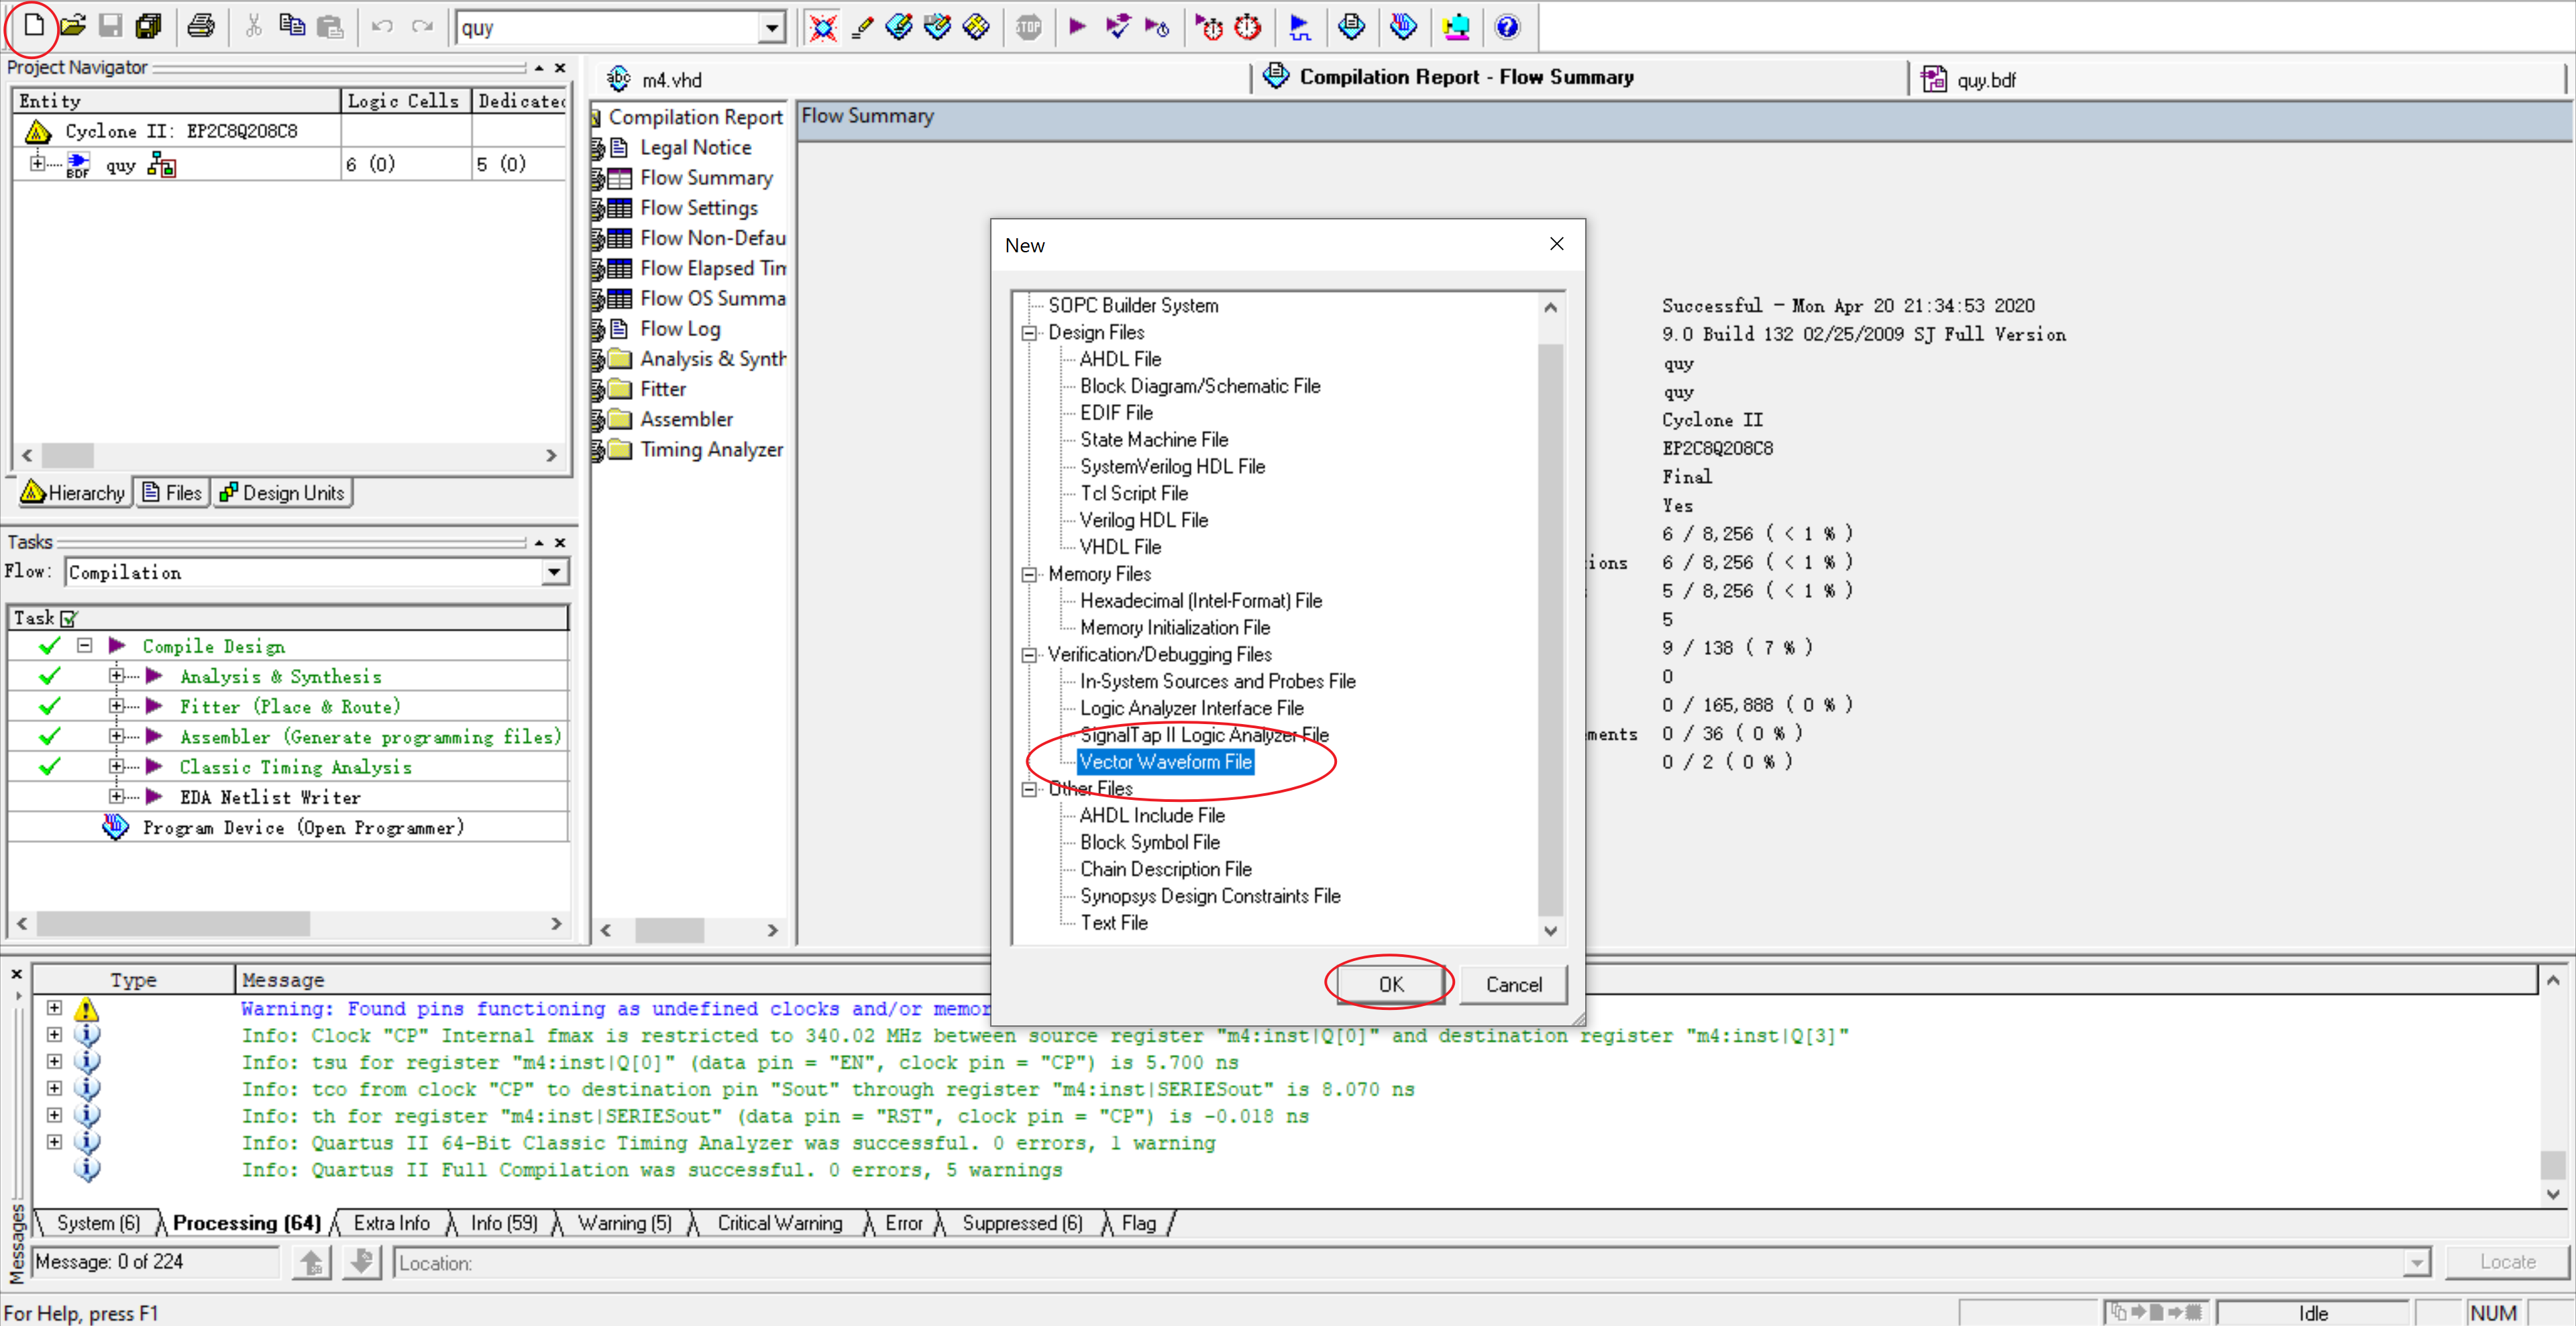 quy
Project Navigator
Entity Logic Cells Dedicated
Cyclone II: EP2C8Q208C8
BDF quy 6 (0) 5 (0)
Hierarchy Files Design Units
Tasks
Flow: Compilation
Task
Compile Design
Analysis & Synthesis
Fitter (Place & Route)
Assembler (Generate programming files)
Classic Timing Analysis
EDA Netlist Writer
Program Device (Open Programmer)
abc m4.vhd
Compilation Report - Flow Summary
quy.bdf
Compilation Report
Legal Notice
Flow Summary
Flow Settings
Flow Non-Defau
Flow Elapsed Tim
Flow OS Summa
Flow Log
Analysis & Synth
Fitter
Assembler
Timing Analyzer
Flow Summary
New
SOPC Builder System
Design Files
AHDL File
Block Diagram/Schematic File
EDIF File
State Machine File
SystemVerilog HDL File
Tcl Script File
Verilog HDL File
VHDL File
Memory Files
Hexadecimal (Intel-Format) File
Memory Initialization File
Verification/Debugging Files
In-System Sources and Probes File
Logic Analyzer Interface File
SignalTap II Logic Analyzer File
Vector Waveform File
Other Files
AHDL Include File
Block Symbol File
Chain Description File
Synopsys Design Constraints File
Text File
OK Cancel
Successful - Mon Apr 20 21:34:53 2020
9.0 Build 132 02/25/2009 SJ Full Version
quy
quy
Cyclone II
EP2C8Q208C8
Final
Yes
6 / 8,256 ( < 1 % )
ions 6 / 8,256 ( < 1 % )
5 / 8,256 ( < 1 % )
5
9 / 138 ( 7 % )
0
0 / 165,888 ( 0 % )
ments 0 / 36 ( 0 % )
0 / 2 ( 0 % )
Type Message
Warning: Found pins functioning as undefined clocks and/or memor
Info: Clock "CP" Internal fmax is restricted to 340.02 MHz between source register "m4:inst|Q[0]" and destination register "m4:inst|Q[3]"
Info: tsu for register "m4:inst|Q[0]" (data pin = "EN", clock pin = "CP") is 5.700 ns
Info: tco from clock "CP" to destination pin "Sout" through register "m4:inst|SERIESout" is 8.070 ns
Info: th for register "m4:inst|SERIESout" (data pin = "RST", clock pin = "CP") is -0.018 ns
Info: Quartus II 64-Bit Classic Timing Analyzer was successful. 0 errors, 1 warning
Info: Quartus II Full Compilation was successful. 0 errors, 5 warnings
System (6) Processing (64) Extra Info Info (59) Warning (5) Critical Warning Error Suppressed (6) Flag
Messages
Message: 0 of 224 Location: Locate
For Help, press F1 Idle NUM